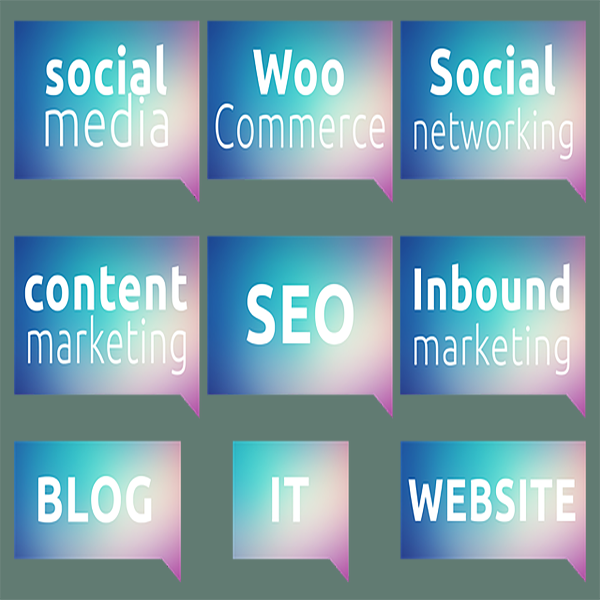 social
media
Woo
Commerce
Social
networking
content
marketing
SEO
Inbound
marketing
BLOG
IT
WEBSITE